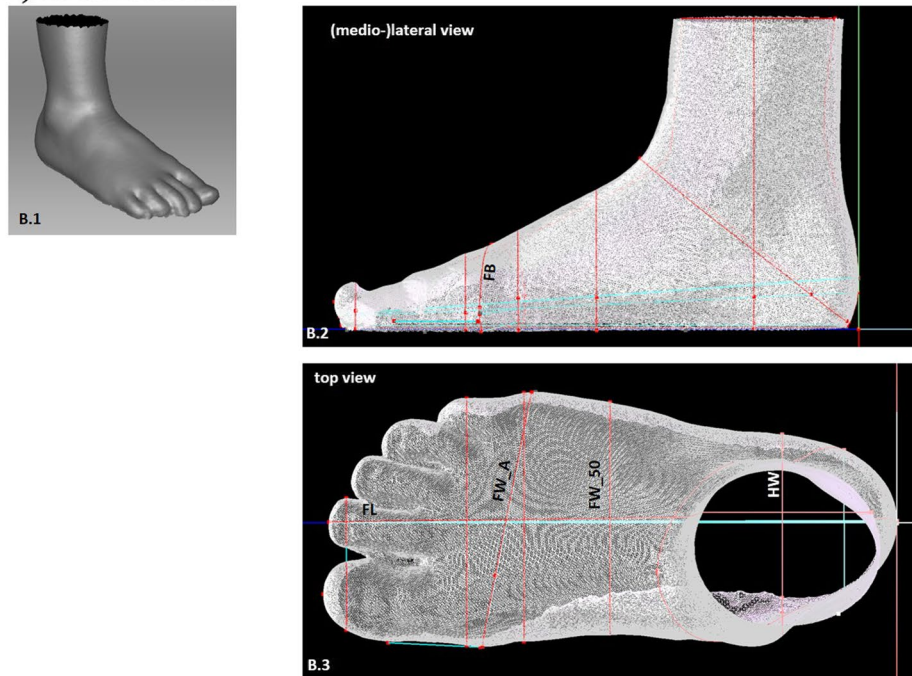 B.1
(medio-)lateral view
FB
B.2
top view
FL
FW_A
FW_50
HW
B.3